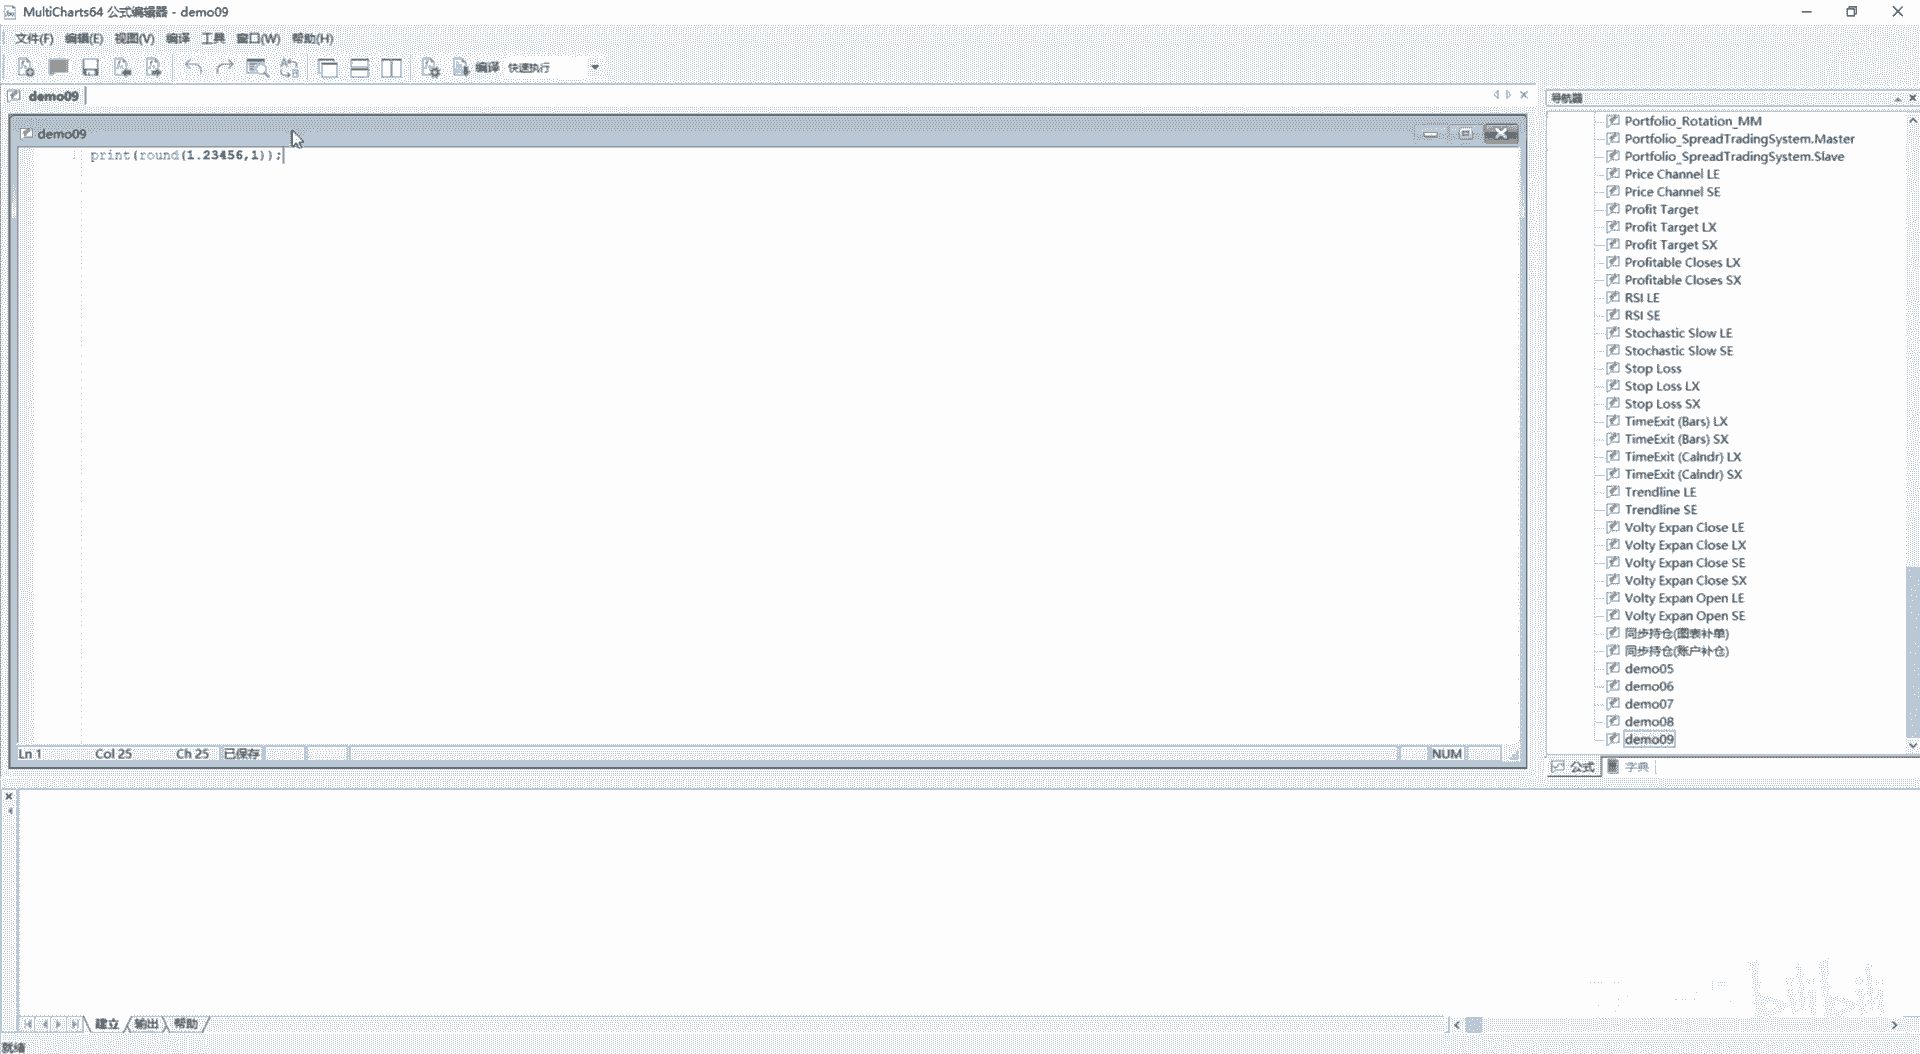 MultiCharts64 公式编辑器 - demo09
文件(F) 编辑(E) 视图(V) 编译 工具 窗口(W) 帮助(H)
编译 快速执行
demo09
导航器
demo09
1 print(round(1.23456,1));
Portfolio_Rotation_MM
Portfolio_SpreadTradingSystem.Master
Portfolio_SpreadTradingSystem.Slave
Price Channel LE
Price Channel SE
Profit Target
Profit Target LX
Profit Target SX
Profitable Closes LX
Profitable Closes SX
RSI LE
RSI SE
Stochastic Slow LE
Stochastic Slow SE
Stop Loss
Stop Loss LX
Stop Loss SX
TimeExit (Bars) LX
TimeExit (Bars) SX
TimeExit (Calndr) LX
TimeExit (Calndr) SX
Trendline LE
Trendline SE
Volty Expan Close LE
Volty Expan Close LX
Volty Expan Close SE
Volty Expan Close SX
Volty Expan Open LE
Volty Expan Open SE
同步持仓(图表补单)
同步持仓(账户补仓)
demo05
demo06
demo07
demo08
demo09
Ln 1 Col 25 Ch 25 已保存 NUM
公式 字典
bilibili
建立 输出 帮助
就绪